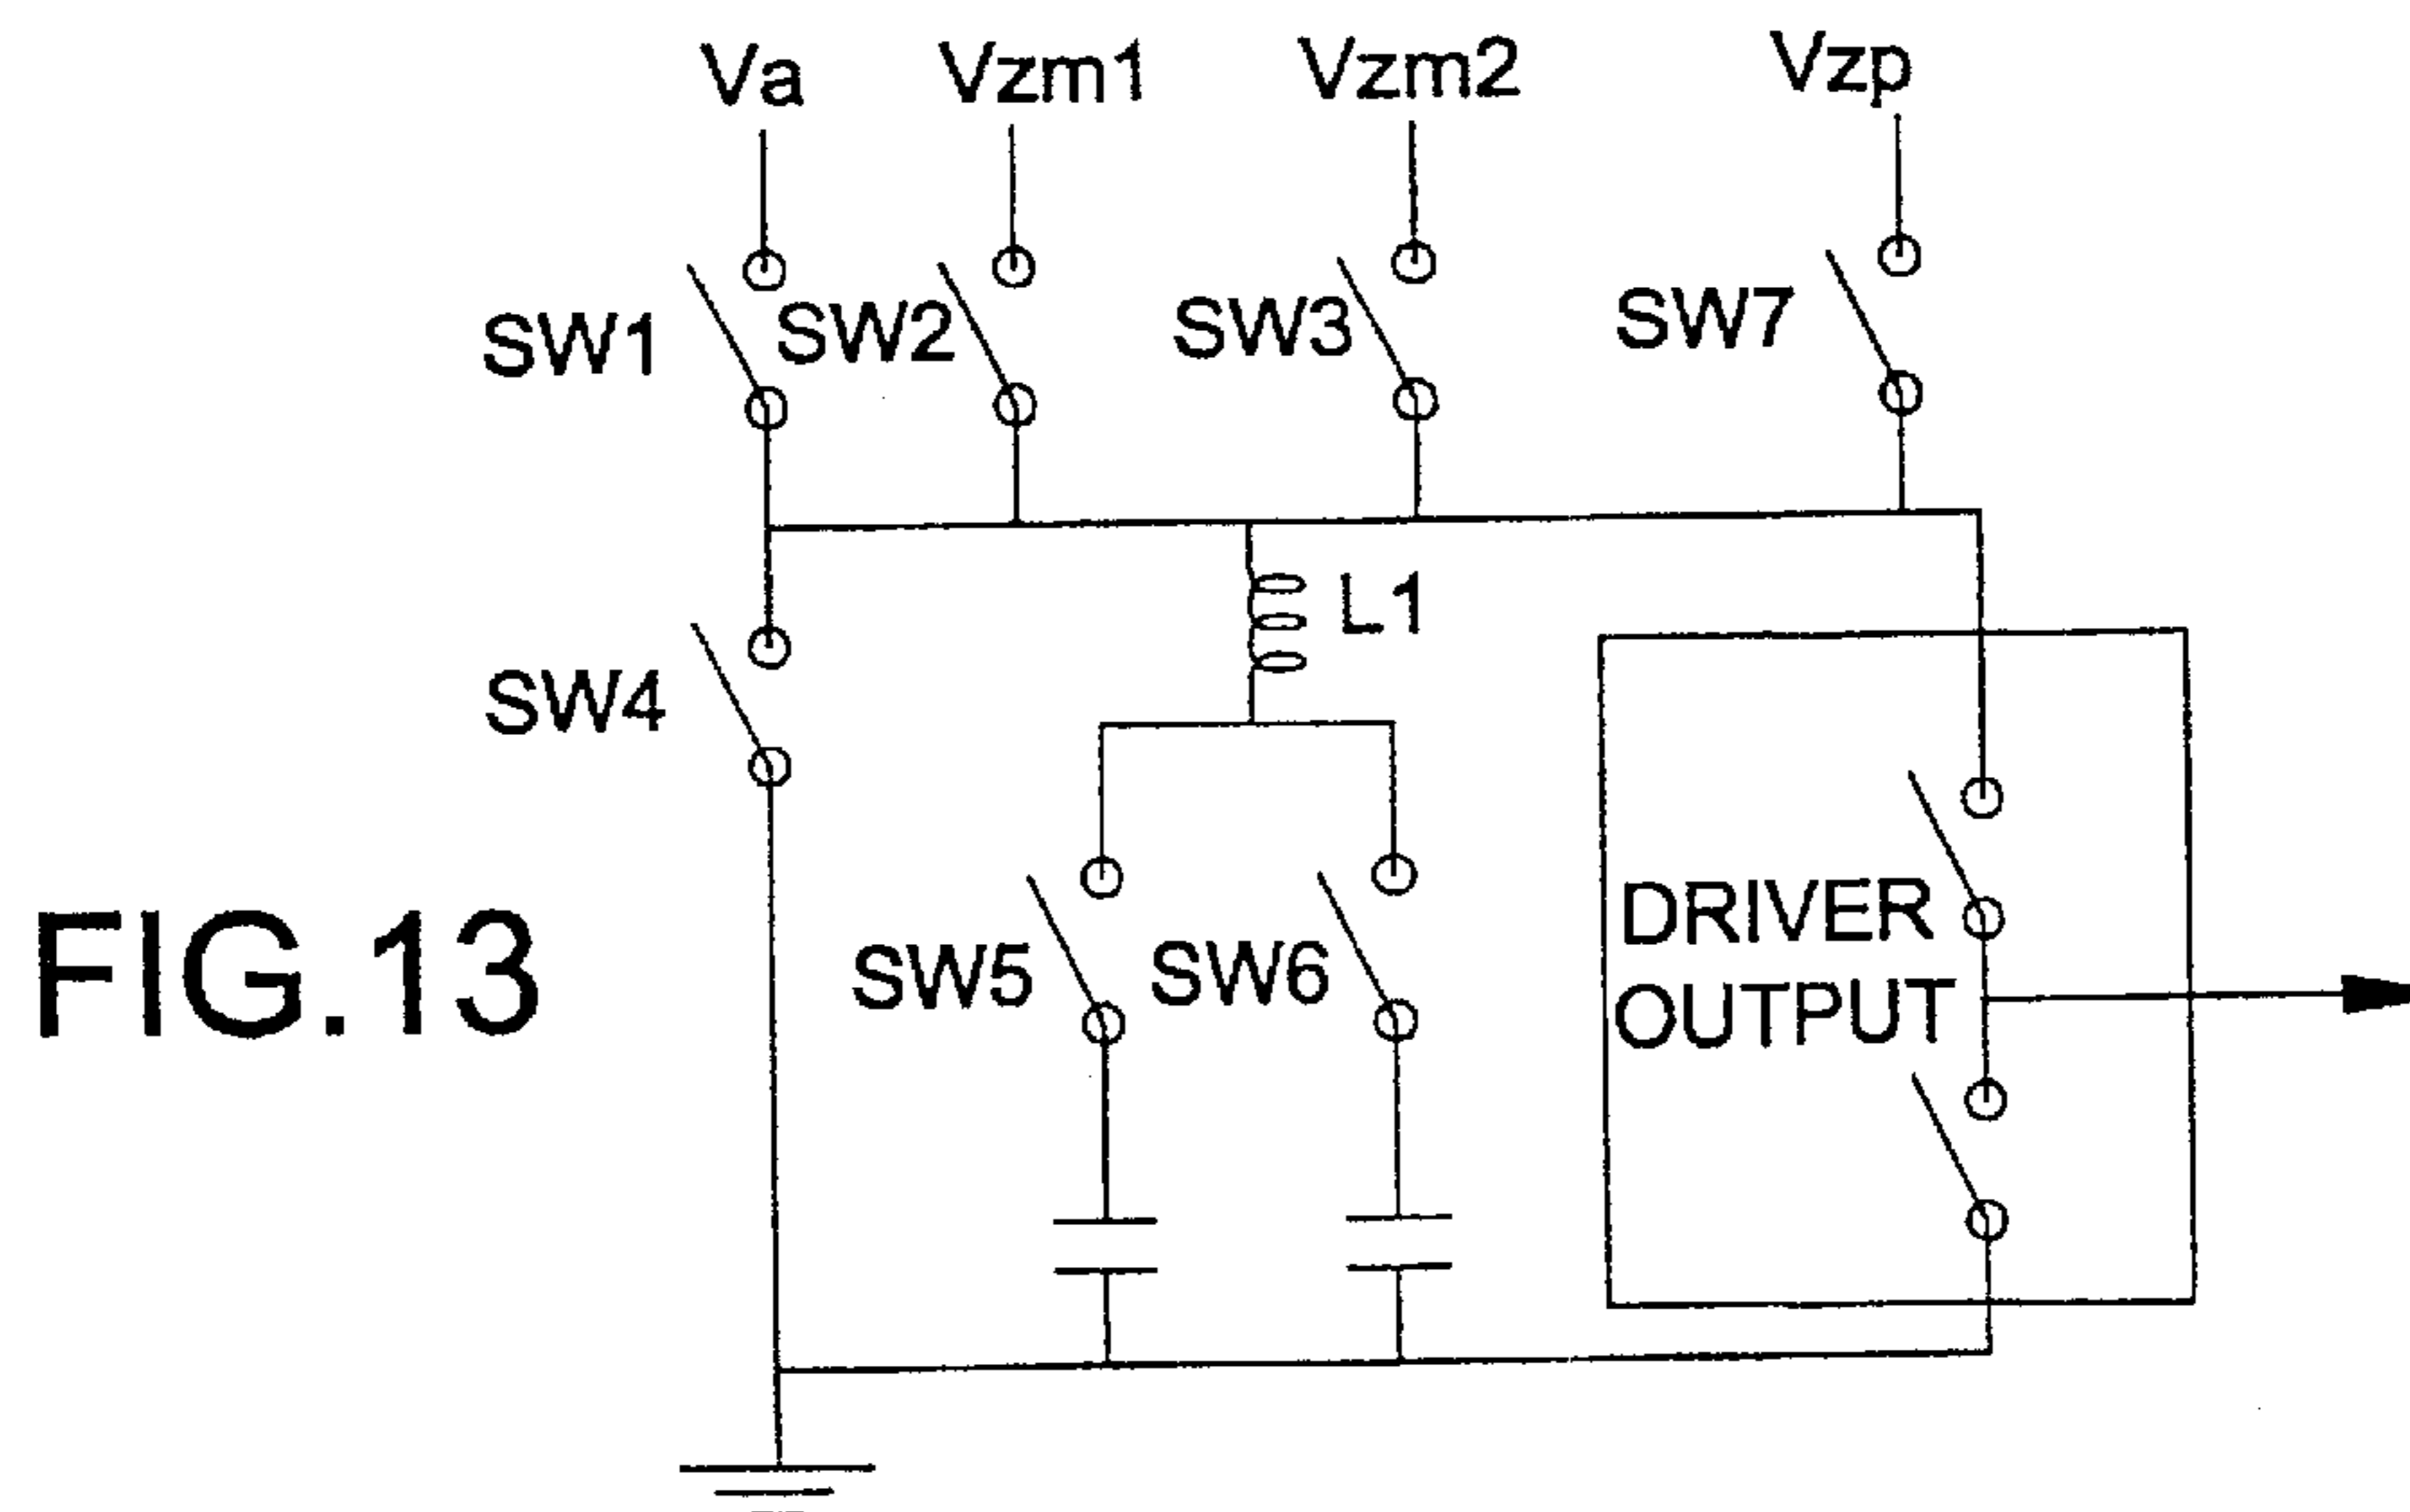 Va Vzm1 Vzm2 Vzp
SW1 SW2 SW3 SW7
L1
SW4
SW5 SW6
DRIVER
OUTPUT
FIG.13